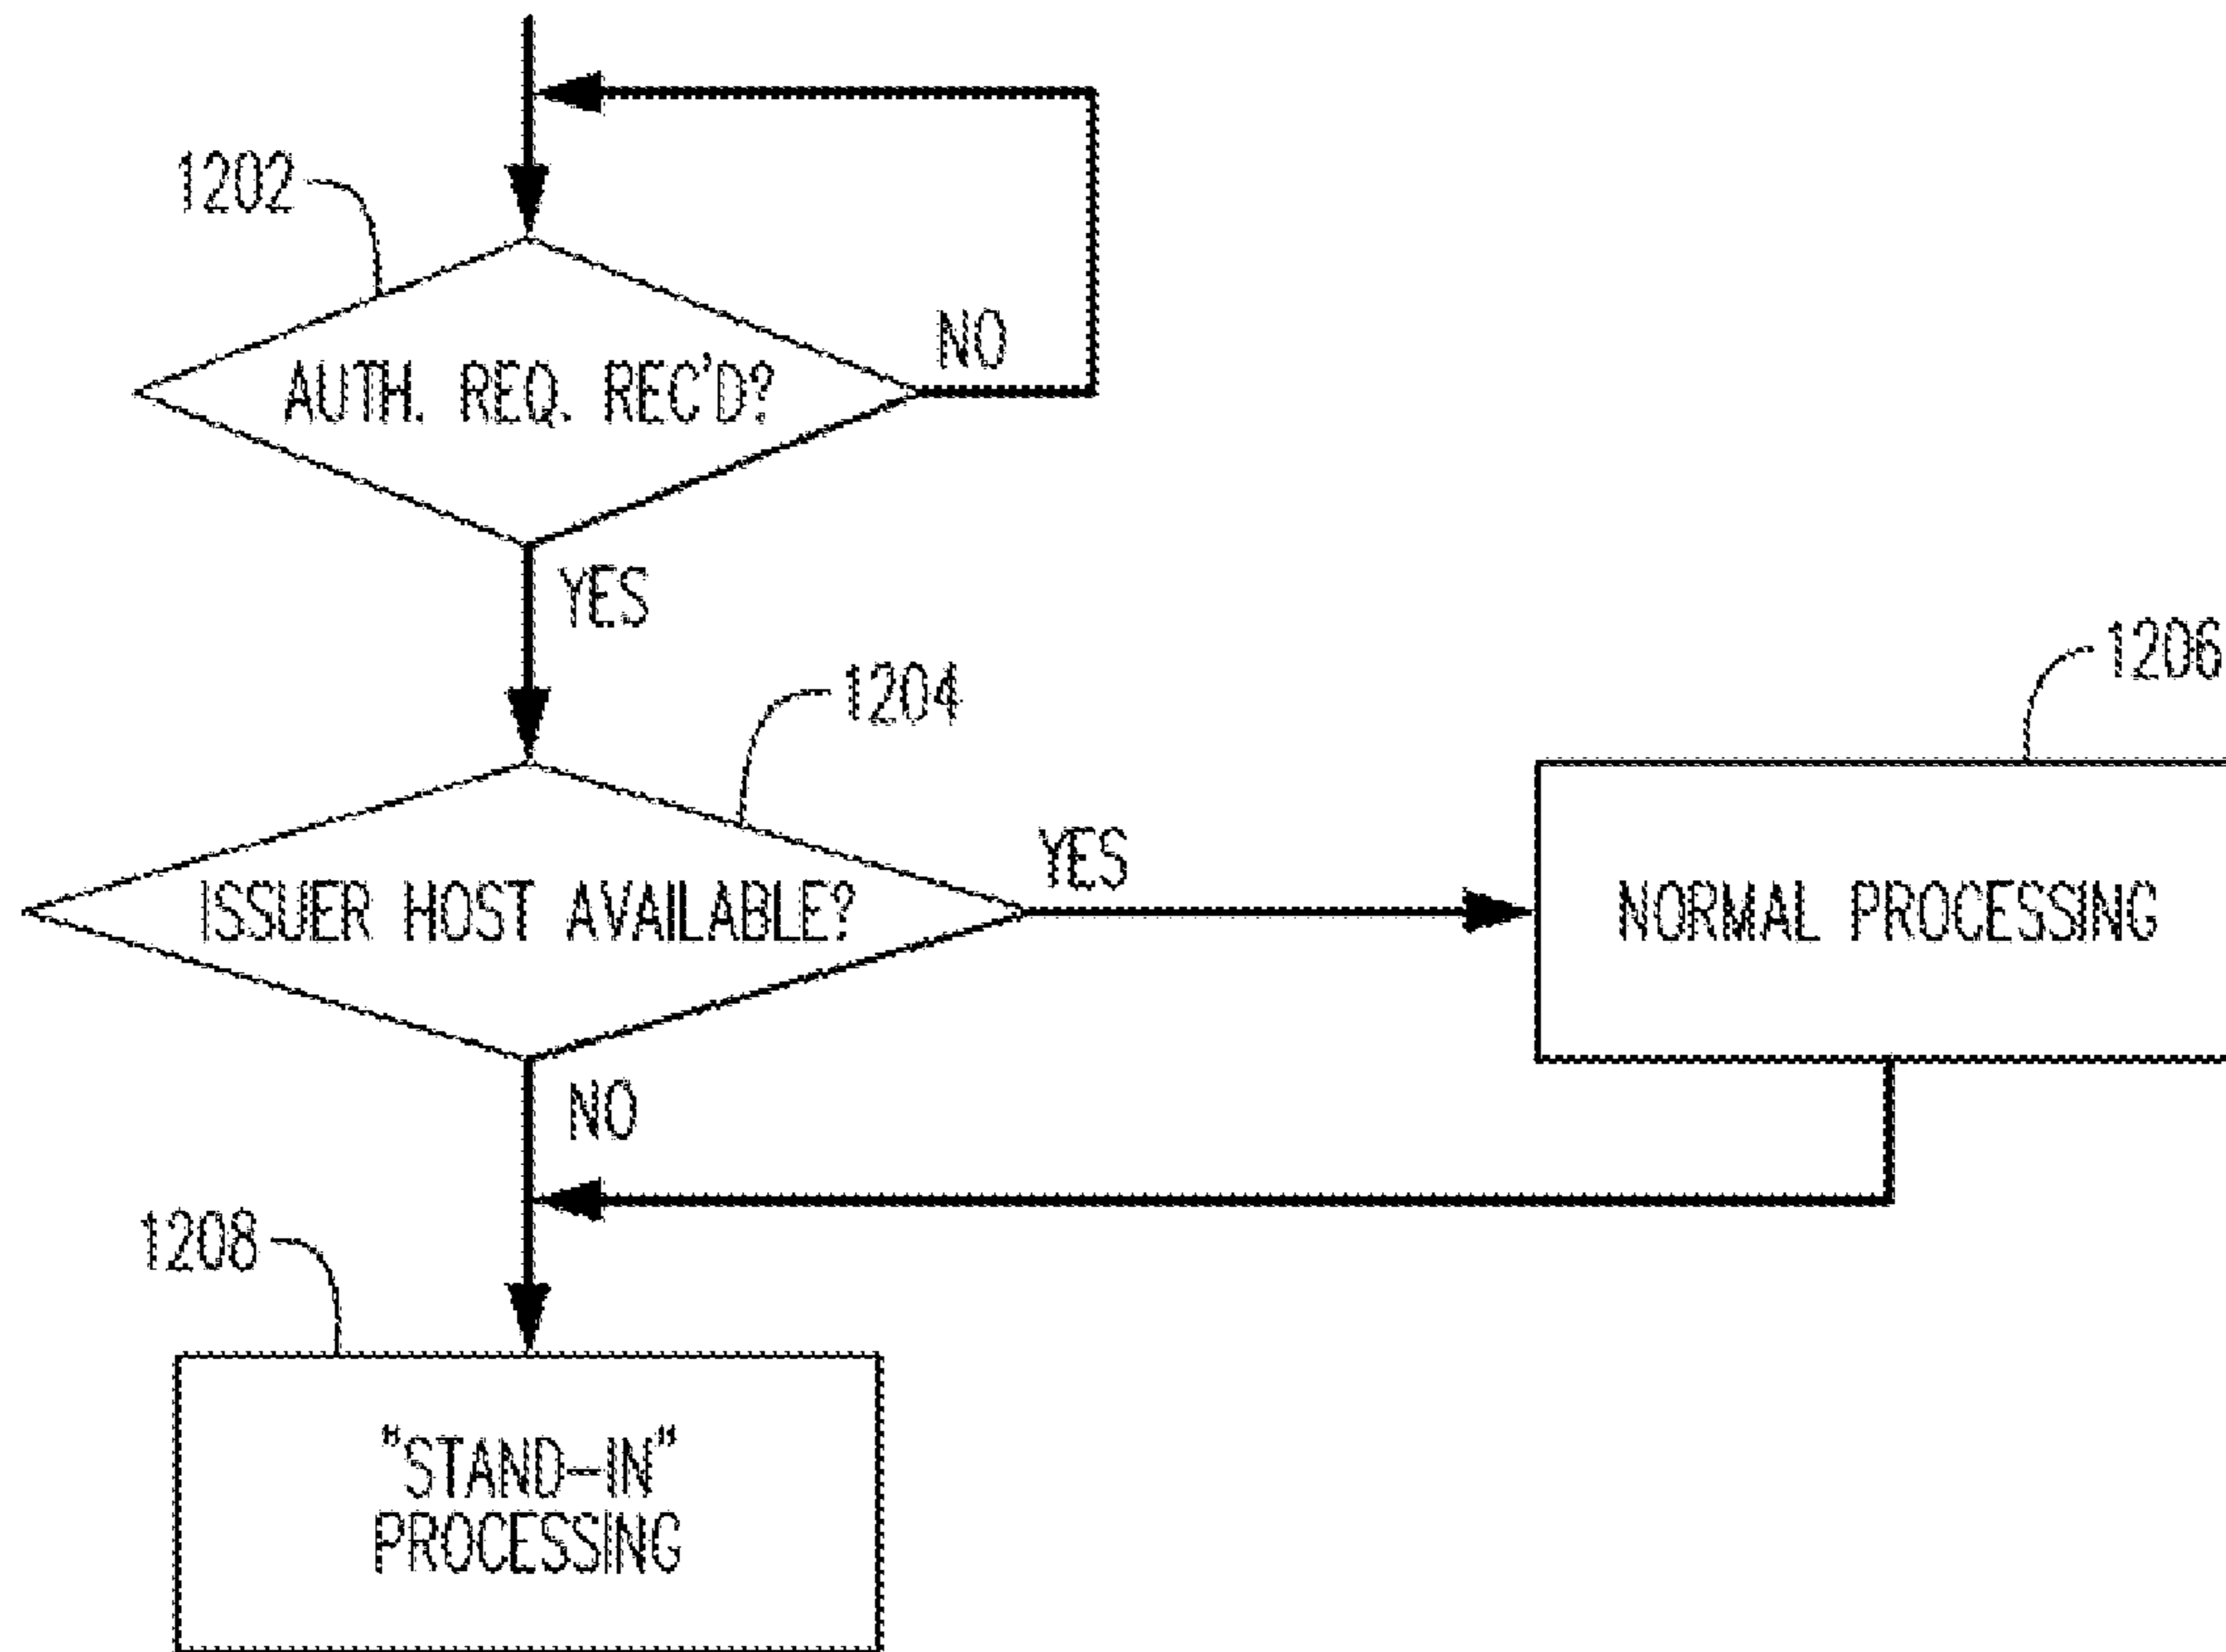 1202
NO
AUTH. REQ. REC'D?
YES
1206
1204
YES
ISSUER HOST AVAILABLE?
NORMAL PROCESSING
NO
1208
"STAND-IN"
PROCESSING